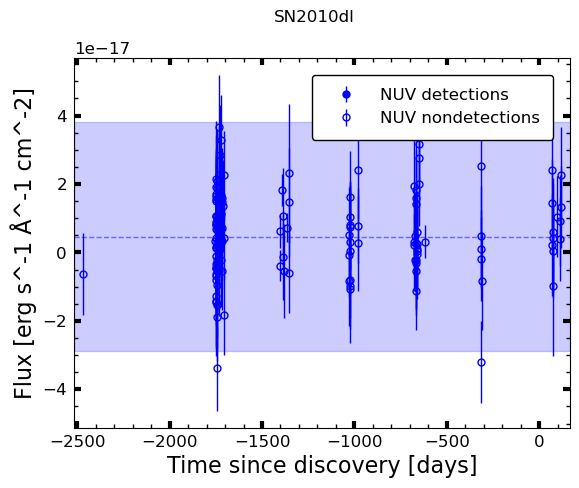 SN2010dl
1e−17
NUV detections
NUV nondetections
Flux [erg s^-1 Å^-1 cm^-2]
4
2
0
−2
−4
−2500 −2000 −1500 −1000 −500 0
Time since discovery [days]